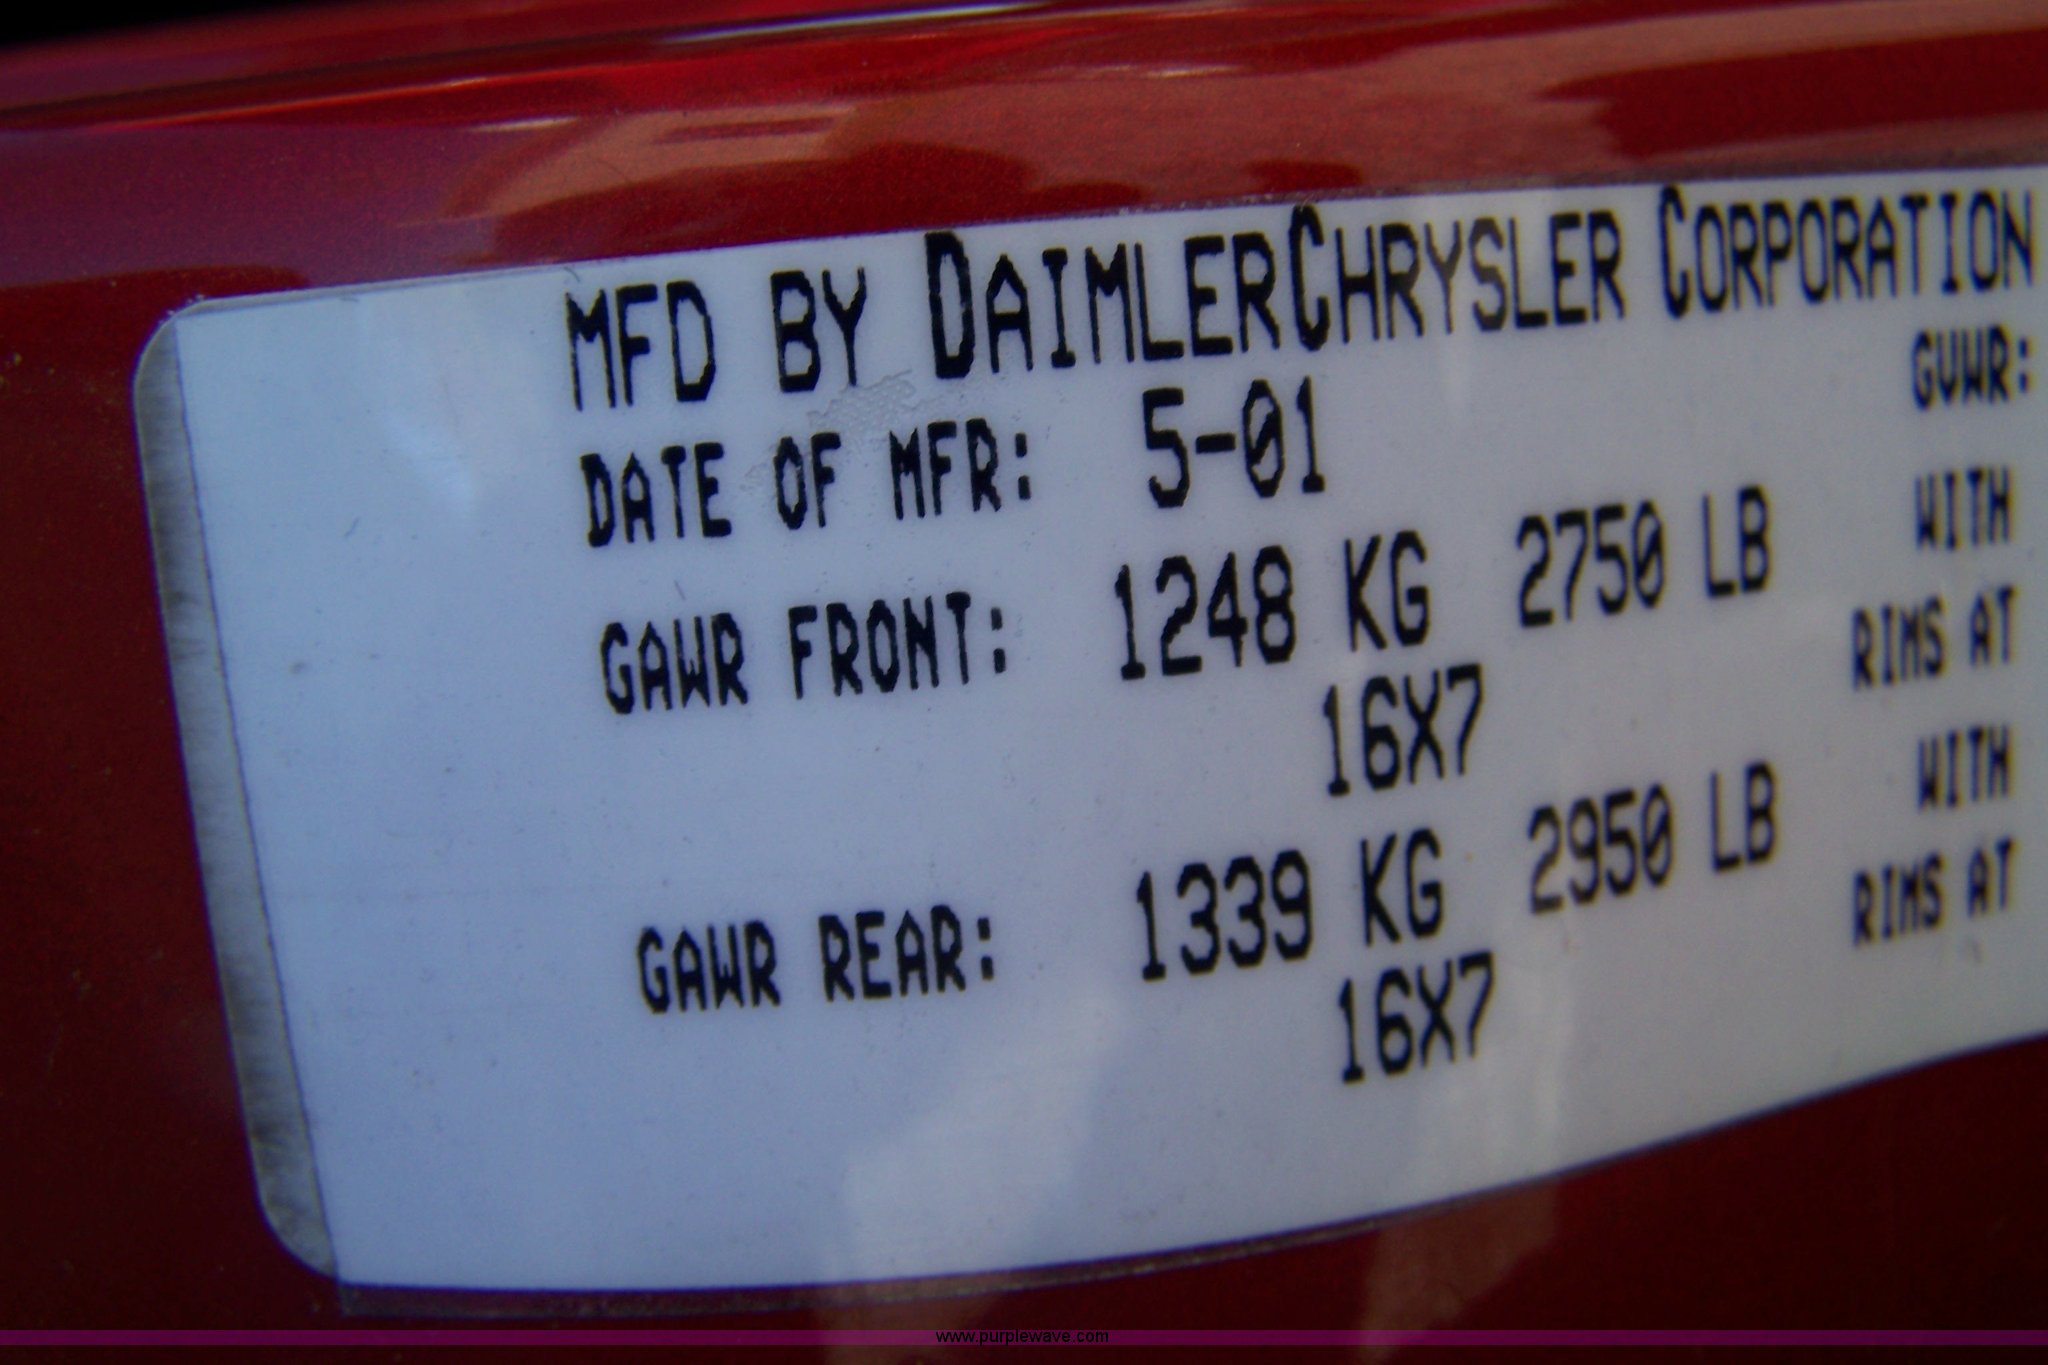 MFD BY DAIMLERCHRYSLER CORPORATION
DATE OF MFR: 5-01 GVWR:
GAWR FRONT: 1248 KG 2750 LB WITH
16X7 RIMS AT
GAWR REAR: 1339 KG 2950 LB WITH
16X7 RIMS AT
www.purplewave.com